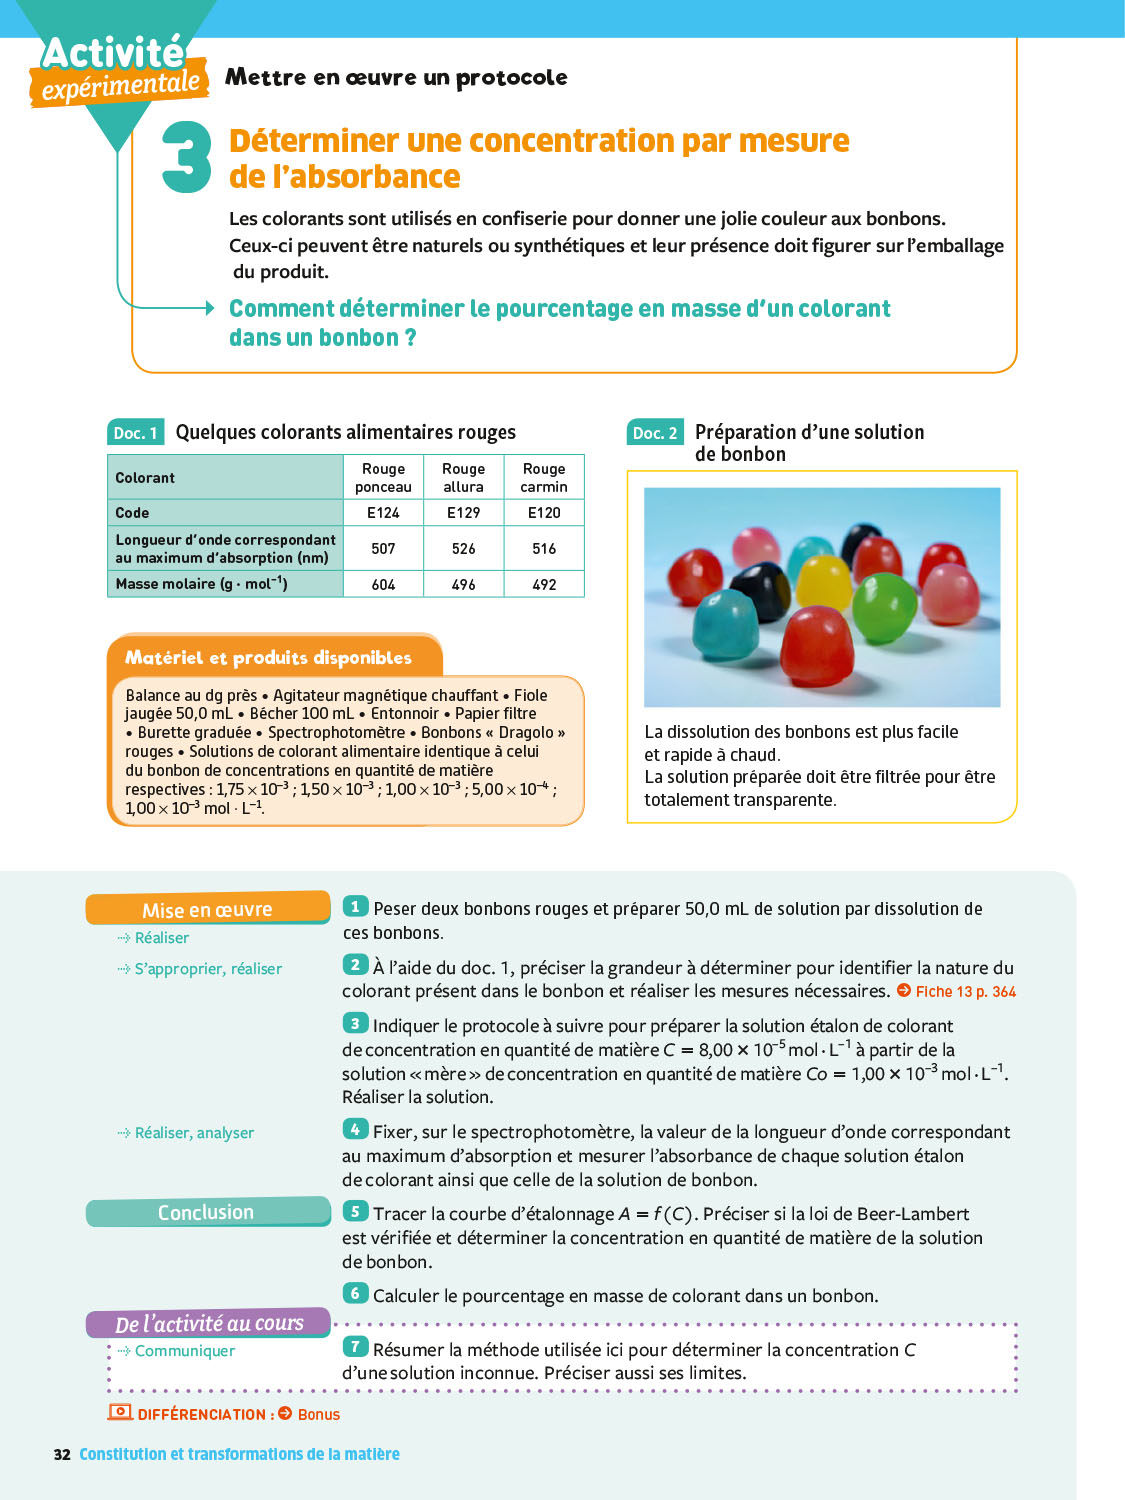 Activité
expérimentale
Mettre en œuvre un protocole
3 Déterminer une concentration par mesure
de l’absorbance
Les colorants sont utilisés en confiserie pour donner une jolie couleur aux bonbons.
Ceux-ci peuvent être naturels ou synthétiques et leur présence doit figurer sur l’emballage
du produit.
Comment déterminer le pourcentage en masse d’un colorant
dans un bonbon ?
Doc. 1 Quelques colorants alimentaires rouges
Colorant Rouge ponceau Rouge allura Rouge carmin
Code E124 E129 E120
Longueur d’onde correspondant
au maximum d’absorption (nm) 507 526 516
Masse molaire (g · mol⁻¹) 604 496 492
Matériel et produits disponibles
Balance au dg près • Agitateur magnétique chauffant • Fiole
jaugée 50,0 mL • Bécher 100 mL • Entonnoir • Papier filtre
• Burette graduée • Spectrophotomètre • Bonbons « Dragolo »
rouges • Solutions de colorant alimentaire identique à celui
du bonbon de concentrations en quantité de matière
respectives : 1,75 × 10⁻³ ; 1,50 × 10⁻³ ; 1,00 × 10⁻³ ; 5,00 × 10⁻⁴ ;
1,00 × 10⁻³ mol · L⁻¹.
Doc. 2 Préparation d’une solution
de bonbon
La dissolution des bonbons est plus facile
et rapide à chaud.
La solution préparée doit être filtrée pour être
totalement transparente.
Mise en œuvre
Réaliser
1 Peser deux bonbons rouges et préparer 50,0 mL de solution par dissolution de
ces bonbons.
S’approprier, réaliser
2 À l’aide du doc. 1, préciser la grandeur à déterminer pour identifier la nature du
colorant présent dans le bonbon et réaliser les mesures nécessaires. Fiche 13 p. 364
3 Indiquer le protocole à suivre pour préparer la solution étalon de colorant
de concentration en quantité de matière C = 8,00 × 10⁻⁵ mol · L⁻¹ à partir de la
solution « mère » de concentration en quantité de matière Co = 1,00 × 10⁻³ mol · L⁻¹.
Réaliser la solution.
Réaliser, analyser
4 Fixer, sur le spectrophotomètre, la valeur de la longueur d’onde correspondant
au maximum d’absorption et mesurer l’absorbance de chaque solution étalon
de colorant ainsi que celle de la solution de bonbon.
Conclusion
5 Tracer la courbe d’étalonnage A = f (C). Préciser si la loi de Beer-Lambert
est vérifiée et déterminer la concentration en quantité de matière de la solution
de bonbon.
6 Calculer le pourcentage en masse de colorant dans un bonbon.
De l’activité au cours
Communiquer
7 Résumer la méthode utilisée ici pour déterminer la concentration C
d’une solution inconnue. Préciser aussi ses limites.
DIFFÉRENCIATION : Bonus
32 Constitution et transformations de la matière